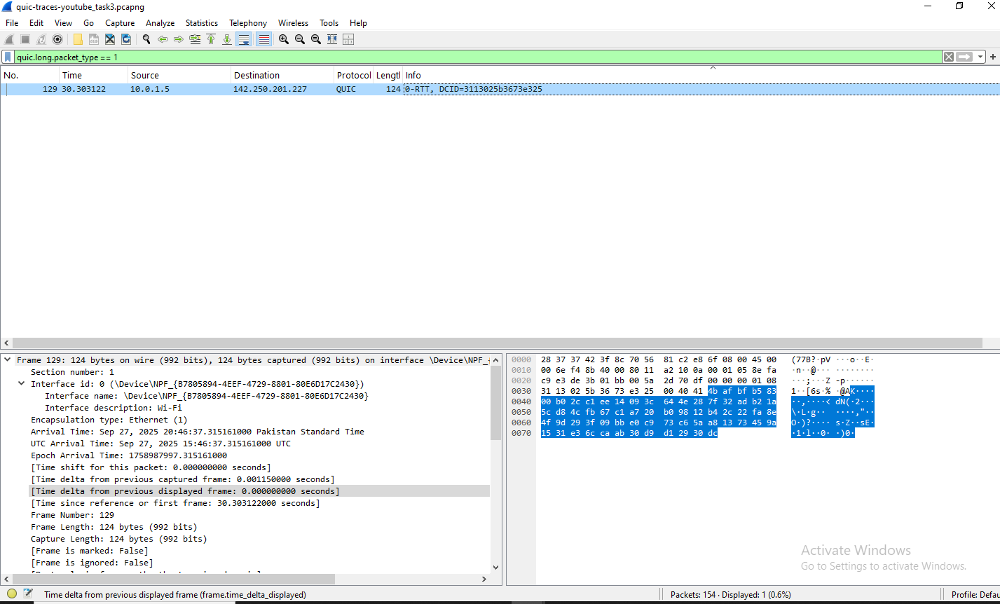 quic-traces-youtube_task3.pcapng
File Edit View Go Capture Analyze Statistics Telephony Wireless Tools Help
quic.long.packet_type == 1
No. Time Source Destination Protocol Lengtl Info
129 30.303122 10.0.1.5 142.250.201.227 QUIC 124 0-RTT, DCID=3113025b3673e325
Frame 129: 124 bytes on wire (992 bits), 124 bytes captured (992 bits) on interface \Device\NPF_{
Section number: 1
Interface id: 0 (\Device\NPF_{B7805894-4EEF-4729-8801-80E6D17C2430})
Interface name: \Device\NPF_{B7805894-4EEF-4729-8801-80E6D17C2430}
Interface description: Wi-Fi
Encapsulation type: Ethernet (1)
Arrival Time: Sep 27, 2025 20:46:37.315161000 Pakistan Standard Time
UTC Arrival Time: Sep 27, 2025 15:46:37.315161000 UTC
Epoch Arrival Time: 1758987997.315161000
[Time shift for this packet: 0.000000000 seconds]
[Time delta from previous captured frame: 0.001150000 seconds]
[Time delta from previous displayed frame: 0.000000000 seconds]
[Time since reference or first frame: 30.303122000 seconds]
Frame Number: 129
Frame Length: 124 bytes (992 bits)
Capture Length: 124 bytes (992 bits)
[Frame is marked: False]
[Frame is ignored: False]
0000 28 37 37 42 3f 8c 70 56 81 c2 e8 6f 08 00 45 00 (77B?·pV ···o··E·
0010 00 6e f4 8b 40 00 80 11 a2 10 0a 00 01 05 8e fa ·n··@··· ········
0020 c9 e3 de 3b 01 bb 00 5a 2d 70 df 00 00 00 01 08 ···;···Z -p······
0030 31 13 02 5b 36 73 e3 25 00 40 41 4b af bf b5 83 1··[6s·% ·@AK····
0040 00 b0 2c c1 ee 14 09 3c 64 4e 28 7f 32 ad b2 1a ··,····< dN(·2···
0050 5c d8 4c fb 67 c1 a7 20 b0 98 12 b4 2c 22 fa 8e \·L·g·· ····,"··
0060 4f 9d 29 3f 09 bb e0 c9 73 c6 5a a8 13 73 45 9a O·)?···· s·Z··sE·
0070 15 31 e3 6c ca ab 30 d9 d1 29 30 dc ·1·l··0· ·)0·
Activate Windows
Go to Settings to activate Windows.
Time delta from previous displayed frame (frame.time_delta_displayed)
Packets: 154 · Displayed: 1 (0.6%)
Profile: Defau